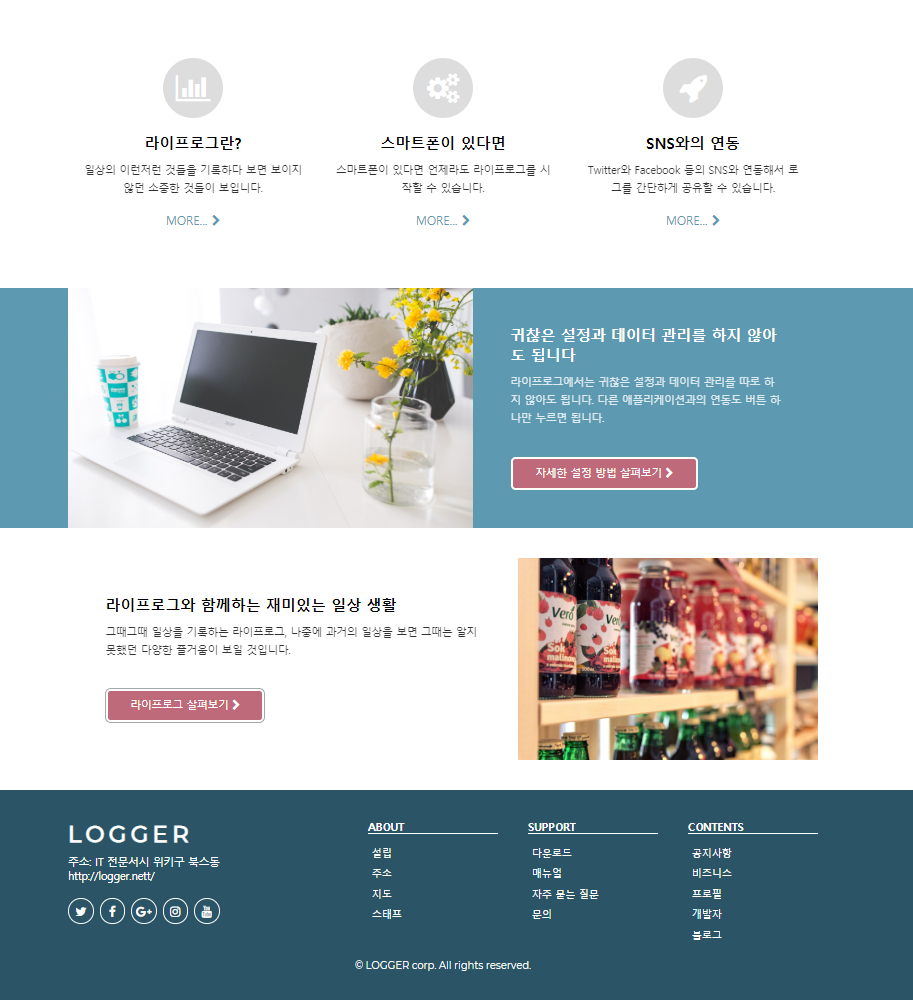 라이프로그란?
일상의 이런저런 것들을 기록하다 보면 보이지
않던 소중한 것들이 보입니다.
MORE...
스마트폰이 있다면
스마트폰이 있다면 언제라도 라이프로그를 시
작할 수 있습니다.
MORE...
SNS와의 연동
Twitter와 Facebook 등의 SNS와 연동해서 로
그를 간단하게 공유할 수 있습니다.
MORE...
귀찮은 설정과 데이터 관리를 하지 않아
도 됩니다
라이프로그에서는 귀찮은 설정과 데이터 관리를 따로 하
지 않아도 됩니다. 다른 애플리케이션과의 연동도 버튼 하
나만 누르면 됩니다.
자세한 설정 방법 살펴보기
라이프로그와 함께하는 재미있는 일상 생활
그때그때 일상을 기록하는 라이프로그, 나중에 과거의 일상을 보면 그때는 알지
못했던 다양한 즐거움이 보일 것입니다.
라이프로그 살펴보기
Vero
Vero
Sok
malinowy
Sok
malino
LOGGER
주소: IT 전문서시 위키구 북스동
http://logger.nett/
ABOUT
설립
주소
지도
스태프
SUPPORT
다운로드
매뉴얼
자주 묻는 질문
문의
CONTENTS
공지사항
비즈니스
프로필
개발자
블로그
© LOGGER corp. All rights reserved.